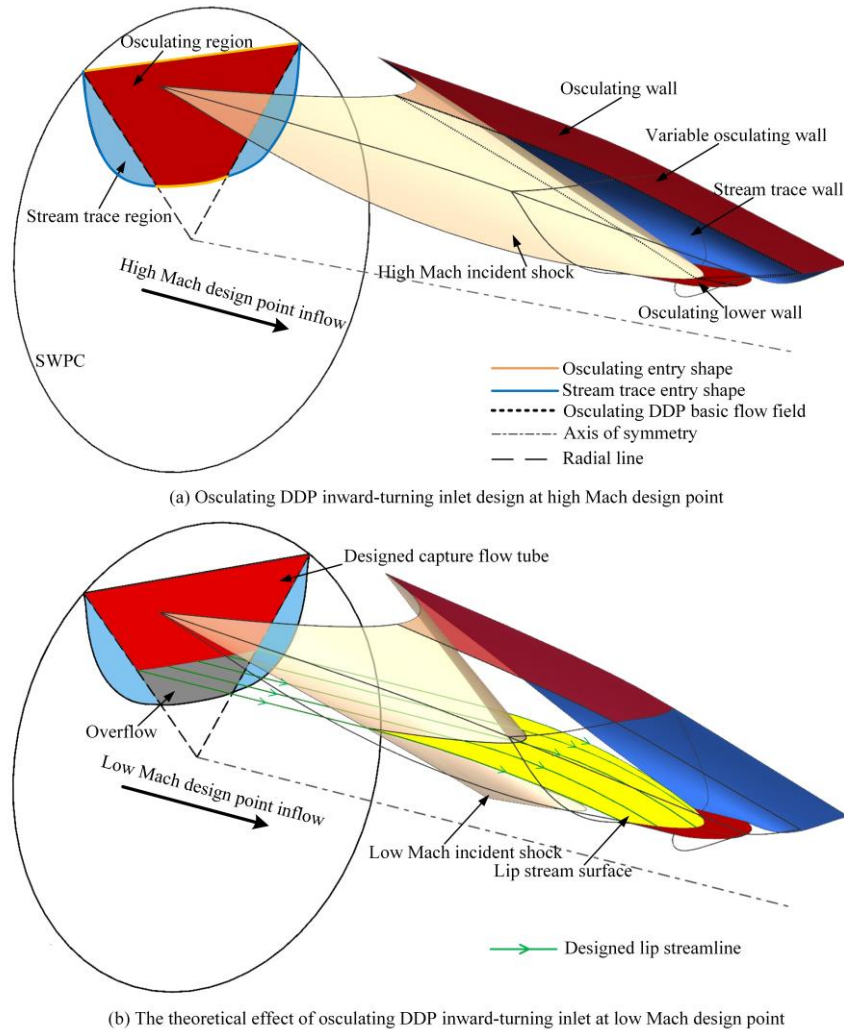 Osculating region
Osculating wall
Variable osculating wall
Stream trace wall
Stream trace region
High Mach incident shock
High Mach design point inflow
Osculating lower wall
SWPC
Osculating entry shape
Stream trace entry shape
Osculating DDP basic flow field
Axis of symmetry
Radial line
(a) Osculating DDP inward-turning inlet design at high Mach design point
Designed capture flow tube
Overflow
Low Mach design point inflow
Low Mach incident shock
Lip stream surface
Designed lip streamline
(b) The theoretical effect of osculating DDP inward-turning inlet at low Mach design point